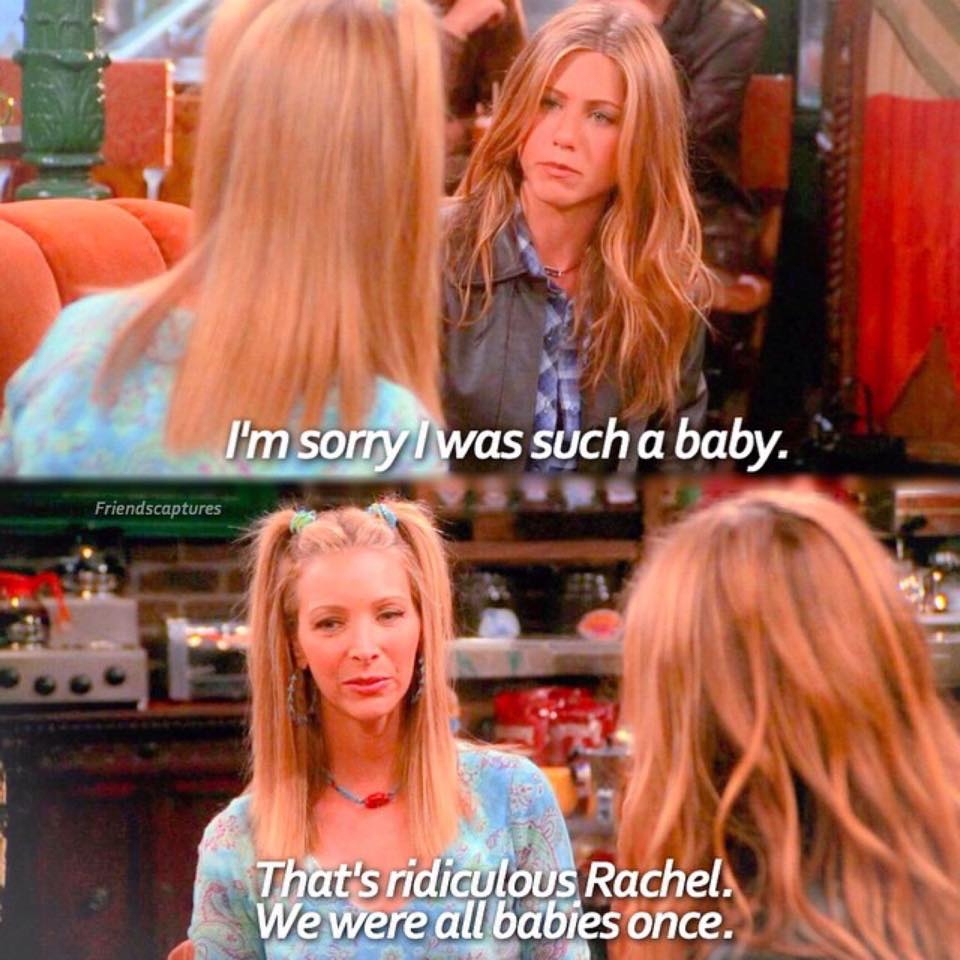 I'm sorry I was such a baby.
Friendscaptures
That's ridiculous Rachel.
We were all babies once.